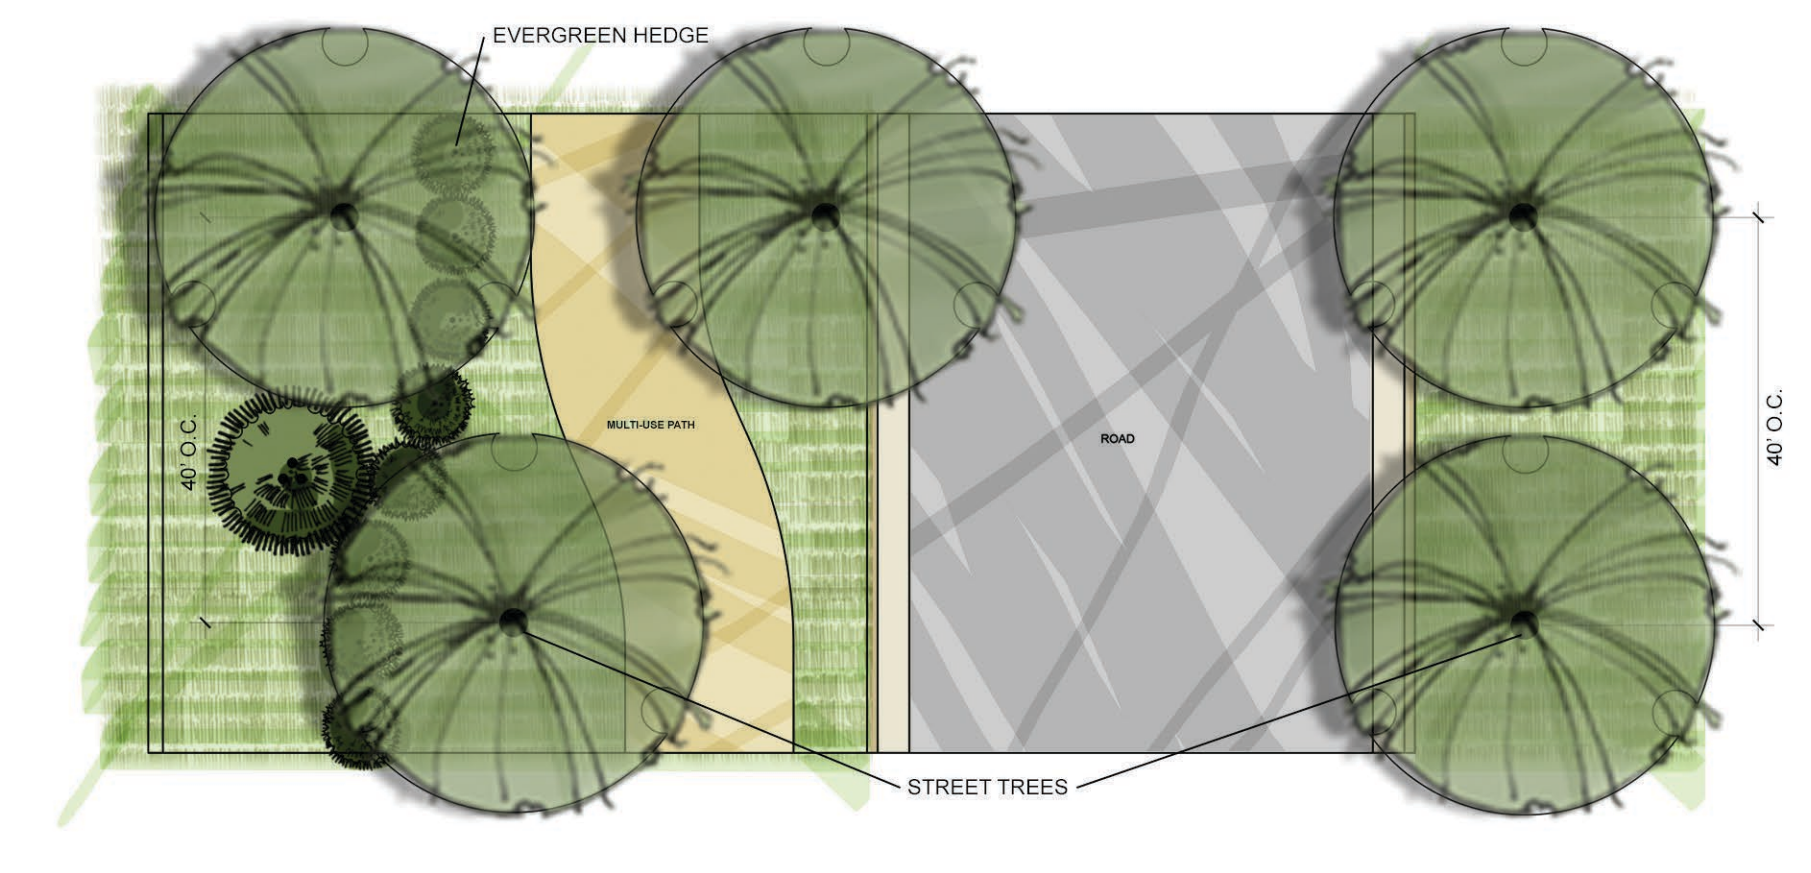 EVERGREEN HEDGE
40' O.C.
MULTI-USE PATH
ROAD
40' O.C.
STREET TREES